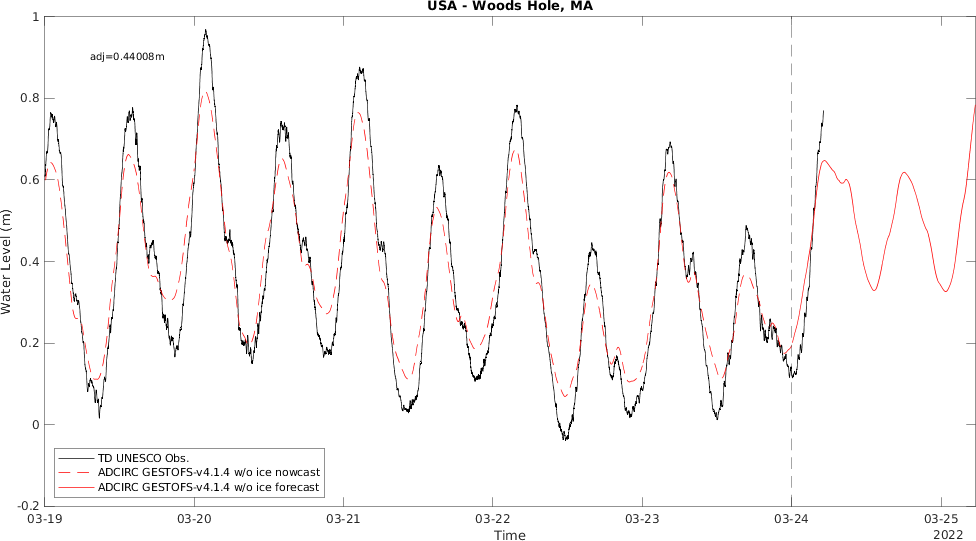 USA - Woods Hole, MA
adj=0.44008m
1
0.8
0.6
0.4
0.2
0
-0.2
Water Level (m)
TD UNESCO Obs.
ADCIRC GESTOFS-v4.1.4 w/o ice nowcast
ADCIRC GESTOFS-v4.1.4 w/o ice forecast
03-19 03-20 03-21 03-22 03-23 03-24 03-25
Time
2022